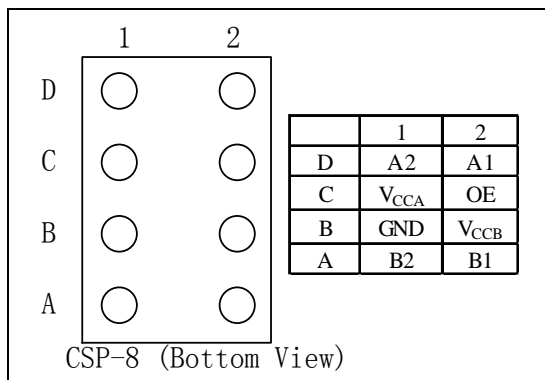 1 2
D
C
B
A
1 2
D A2 A1
C VCCA OE
B GND VCCB
A B2 B1
CSP-8 (Bottom View)